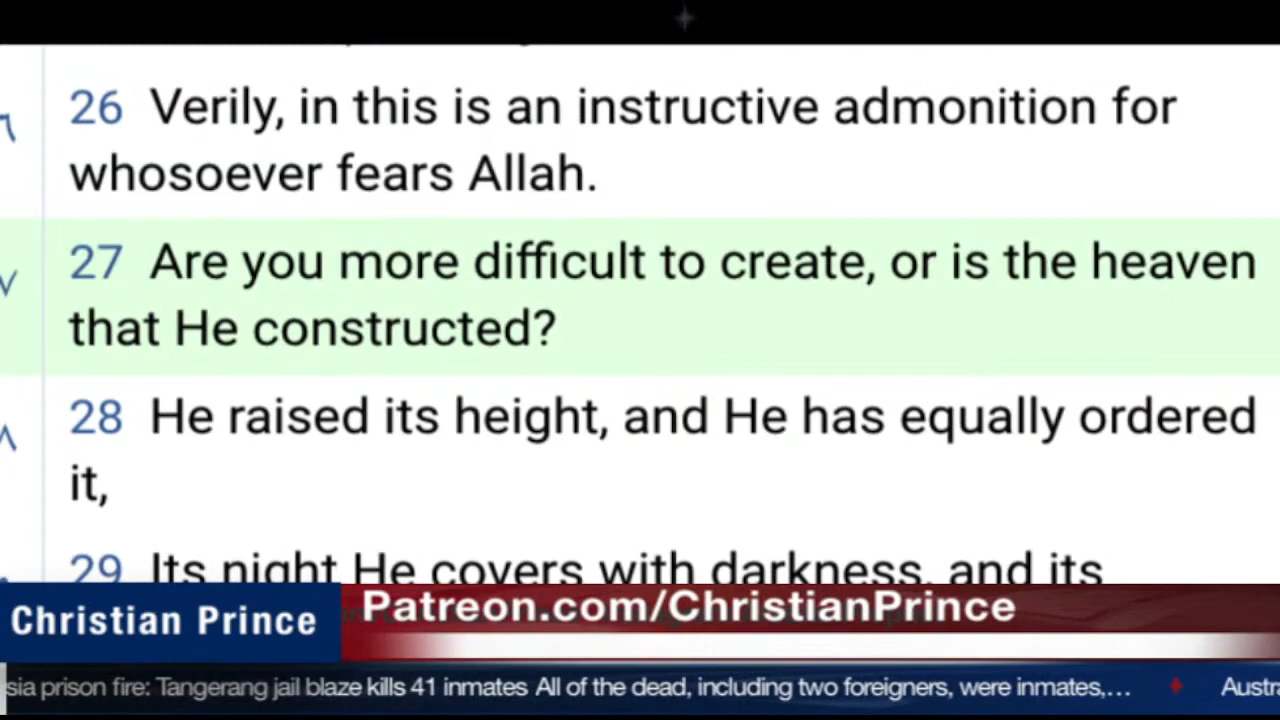 26 Verily, in this is an instructive admonition for
whosoever fears Allah.
27 Are you more difficult to create, or is the heaven
that He constructed?
28 He raised its height, and He has equally ordered
it,
29 Its night He covers with darkness, and its
Christian Prince
Patreon.com/ChristianPrince
sia prison fire: Tangerang jail blaze kills 41 inmates All of the dead, including two foreigners, were inmates,... Austra